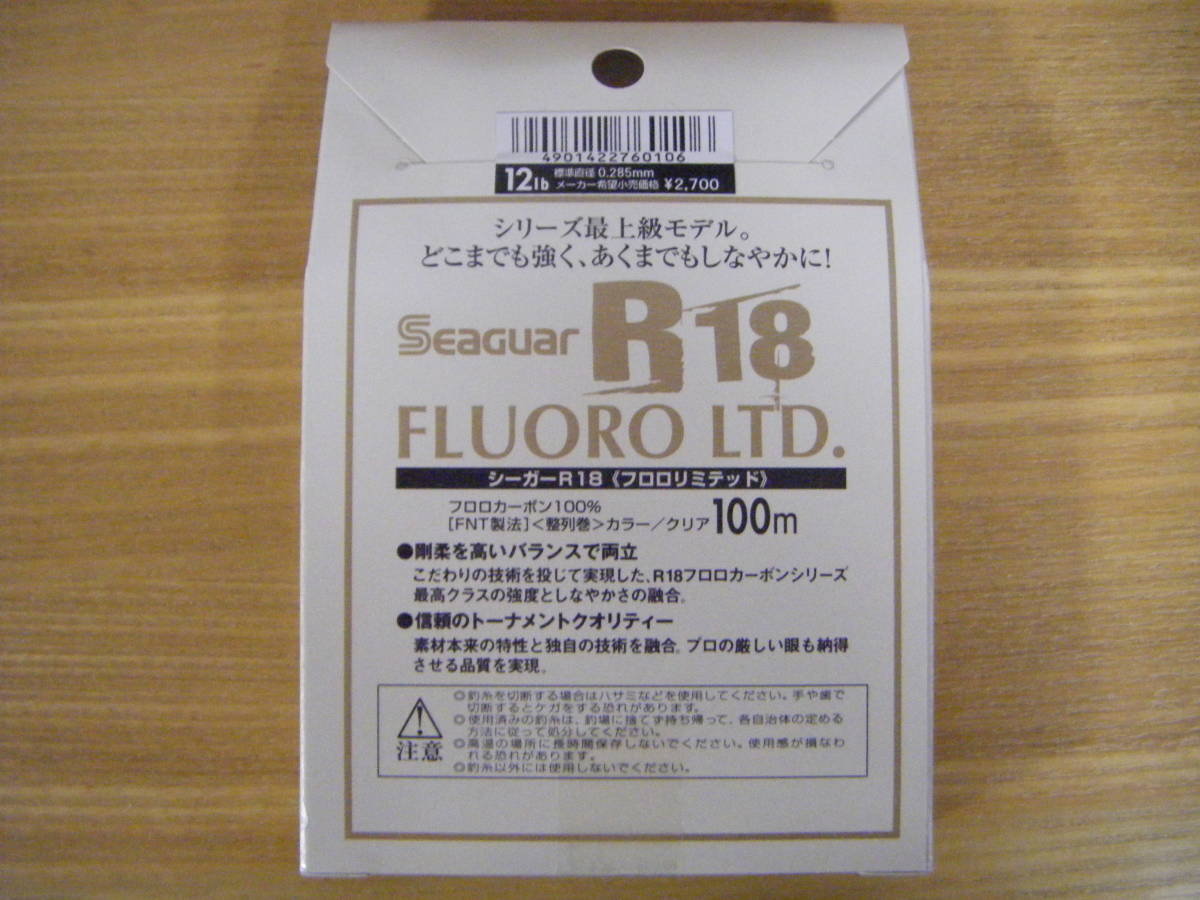 4901422760106
12lb 標準直径 0.285mm
メーカー希望小売価格 ¥2,700
シリーズ最上級モデル。
どこまでも強く、あくまでもしなやかに!
Seaguar R18
FLUORO LTD.
シーガーR18《フロロリミテッド》
フロロカーボン100%
[FNT製法]<整列巻>カラー/クリア 100m
●剛柔を高いバランスで両立
こだわりの技術を投じて実現した、R18フロロカーボンシリーズ
最高クラスの強度としなやかさの融合。
●信頼のトーナメントクオリティー
素材本来の特性と独自の技術を融合。プロの厳しい眼も納得
させる品質を実現。
注意
◎釣糸を切断する場合はハサミなどを使用してください。手や歯で
切断するとケガをする恐れがあります。
◎使用済みの釣糸は、釣場に捨てず持ち帰って、各自治体の定める
方法に従って処分してください。
◎高温の場所に長時間保存しないでください。使用感が損なわ
れる恐れがあります。
◎釣糸以外には使用しないでください。